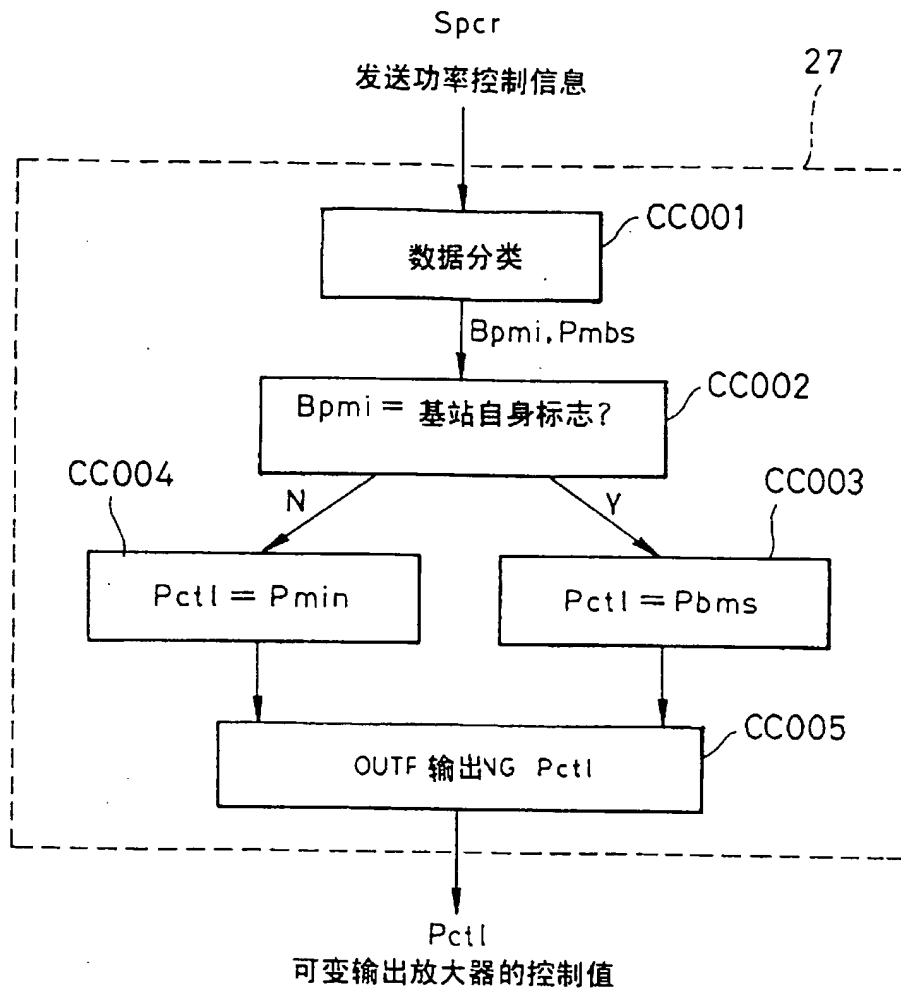 Spcr
发送功率控制信息
27
CC001
数据分类
Bpmi,Pmbs
CC002
Bpmi = 基站自身标志?
CC004
N
Y
CC003
Pctl = Pmin
Pctl = Pbms
CC005
OUTF 输出NG Pctl
Pctl
可变输出放大器的控制值